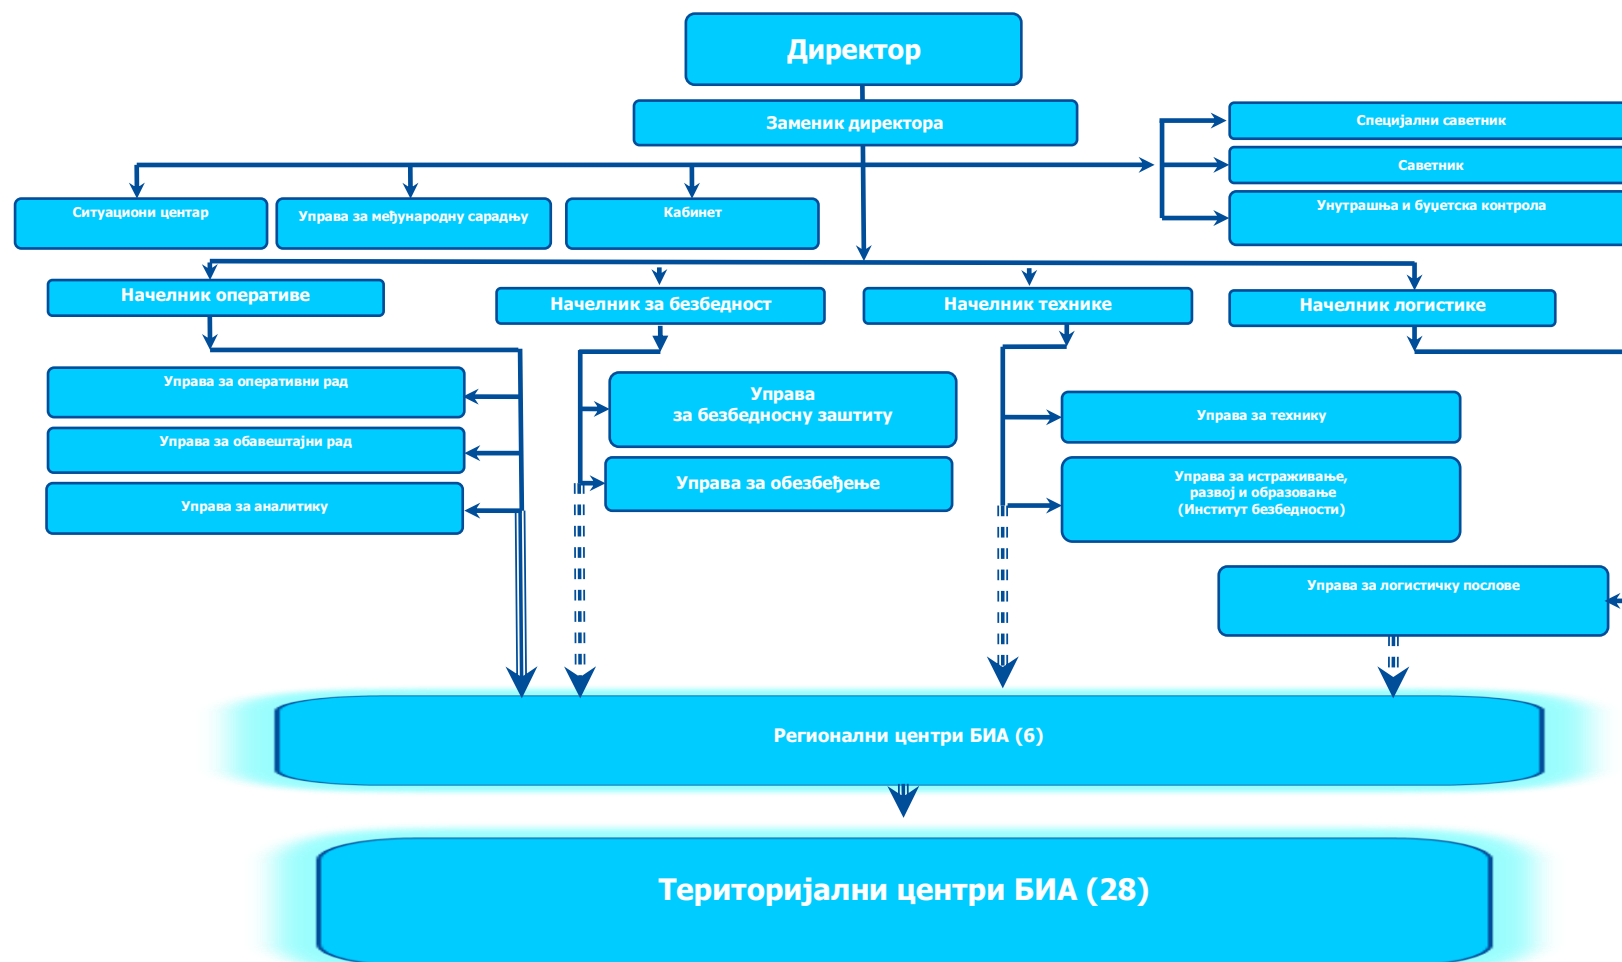 Директор
Заменик директора
Специјални саветник
Саветник
Унутрашња и буџетска контрола
Ситуациони центар
Управа за међународну сарадњу
Кабинет
Начелник оперативе
Начелник за безбедност
Начелник технике
Начелник логистике
Управа за оперативни рад
Управа за обавештајни рад
Управа за аналитику
Управа
за безбедносну заштиту
Управа за обезбеђење
Управа за технику
Управа за истраживање,
развој и образовање
(Институт безбедности)
Управа за логистичку послове
Регионални центри БИА (6)
Територијални центри БИА (28)